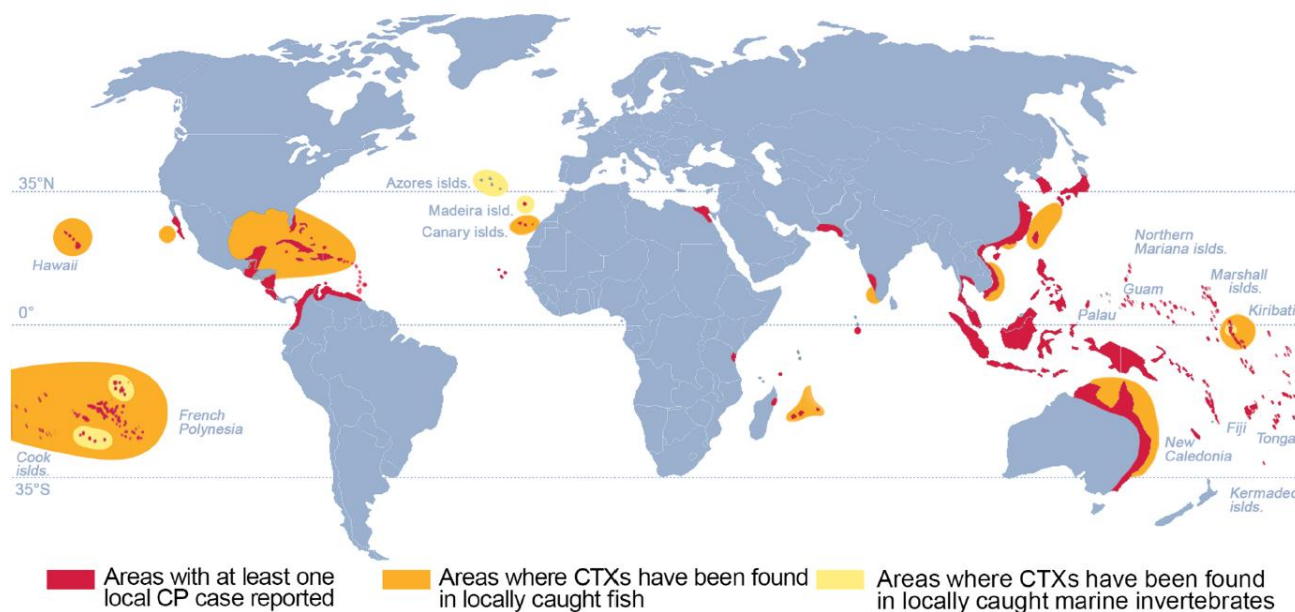 35°N
Azores islds.
Madeira isld.
Canary islds.
Hawaii
Northern
Mariana islds.
Guam
Marshall
islds.
Kiribati
Palau
0°
French
Polynesia
Cook
islds.
35°S
New
Caledonia
Fiji
Tonga
Kermadec
islds.
Areas with at least one
local CP case reported
Areas where CTXs have been found
in locally caught fish
Areas where CTXs have been found
in locally caught marine invertebrates